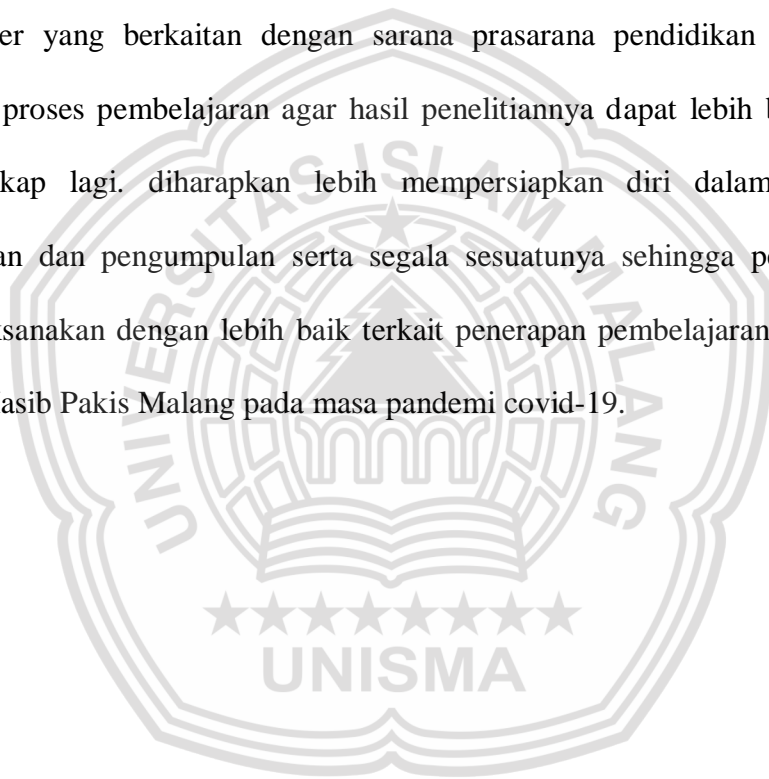 er yang berkaitan dengan sarana prasarana pendidikan
proses pembelajaran agar hasil penelitiannya dapat lebih b
kap lagi. diharapkan lebih mempersiapkan diri dalam
an dan pengumpulan serta segala sesuatunya sehingga pe
ksanakan dengan lebih baik terkait penerapan pembelajaran
asib Pakis Malang pada masa pandemi covid-19.
UNIVERSITAS ISLAM MALANG
UNISMA